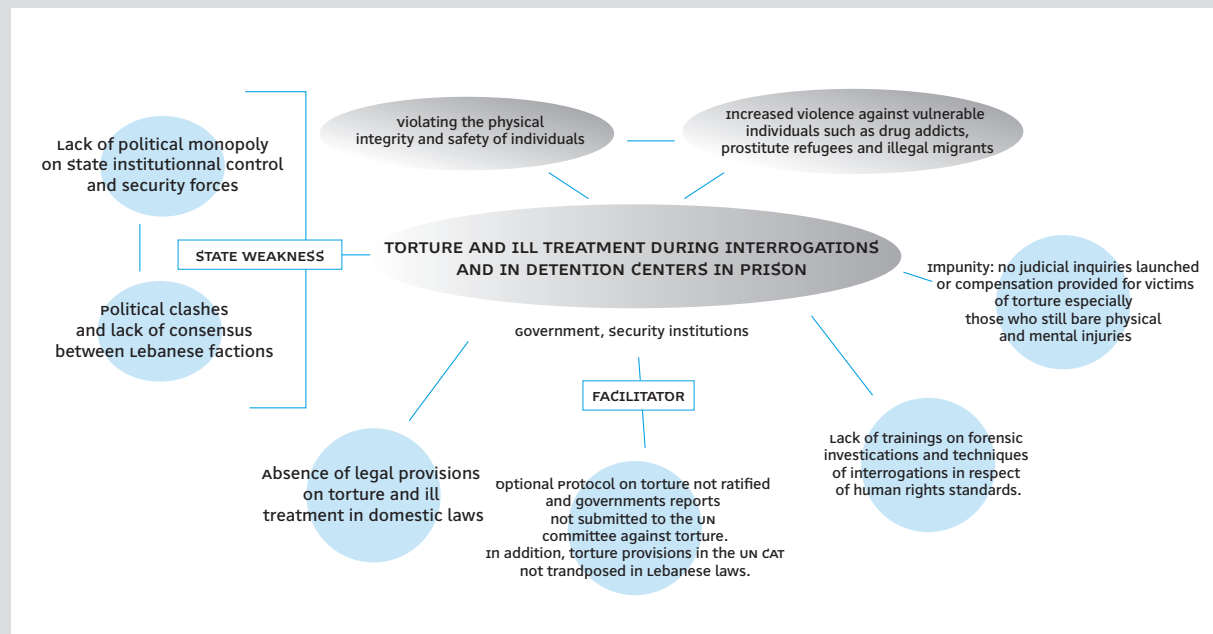 violating the physical
integrity and safety of individuals
Increased violence against vulnerable
individuals such as drug addicts,
prostitute refugees and illegal migrants
Lack of political monopoly
on State institutionnal control
and security forces
STATE WEAKNESS
TORTURE AND ILL TREATMENT DURING INTERROGATIONS
AND IN DETENTION CENTERS IN PRISON
Political clashes
and lack of consensus
between Lebanese factions
Impunity: no judicial inquiries launched
or compensation provided for victims
of torture especially
those who still bare physical
and mental injuries
Government, security institutions
FACILITATOR
Absence of legal provisions
on torture and ill
treatment in domestic laws
Optional Protocol on torture not ratified
and governments reports
not submitted to the UN
committee against torture.
In addition, torture provisions in the UN CAT
not trandposed in Lebanese laws.
Lack of trainings on forensic
investications and techniques
of interrogations in respect
of human rights standards.